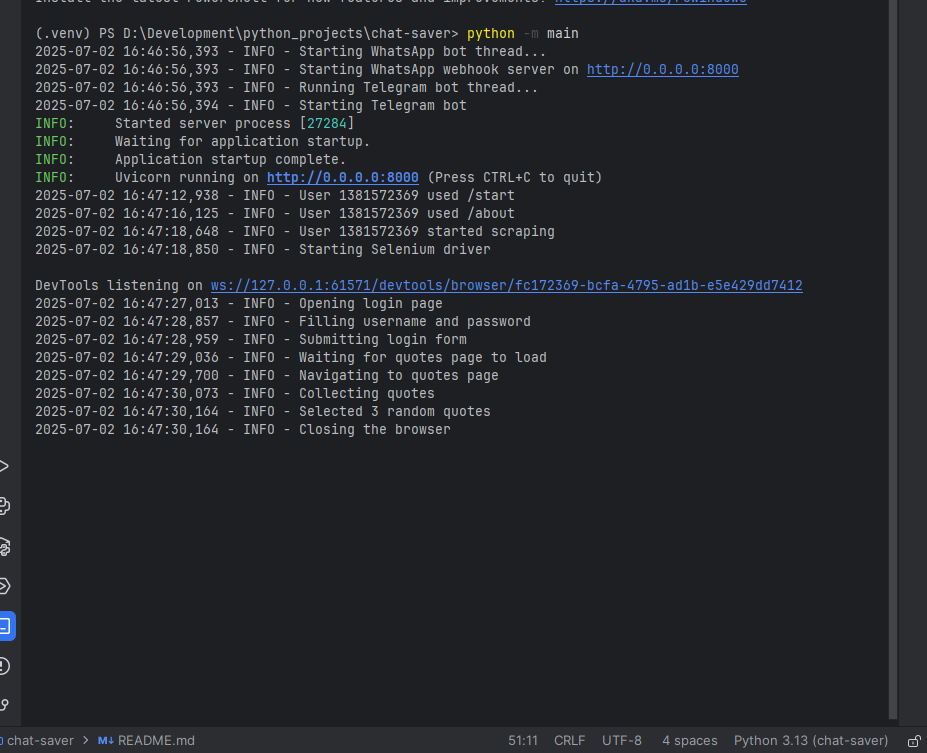 Install the latest PowerShell for new features and improvements! https://aka.ms/PSWindows
(.venv) PS D:\Development\python_projects\chat-saver> python -m main
2025-07-02 16:46:56,393 - INFO - Starting WhatsApp bot thread...
2025-07-02 16:46:56,393 - INFO - Starting WhatsApp webhook server on http://0.0.0.0:8000
2025-07-02 16:46:56,393 - INFO - Running Telegram bot thread...
2025-07-02 16:46:56,394 - INFO - Starting Telegram bot
INFO:     Started server process [27284]
INFO:     Waiting for application startup.
INFO:     Application startup complete.
INFO:     Uvicorn running on http://0.0.0.0:8000 (Press CTRL+C to quit)
2025-07-02 16:47:12,938 - INFO - User 1381572369 used /start
2025-07-02 16:47:16,125 - INFO - User 1381572369 used /about
2025-07-02 16:47:18,648 - INFO - User 1381572369 started scraping
2025-07-02 16:47:18,850 - INFO - Starting Selenium driver
DevTools listening on ws://127.0.0.1:61571/devtools/browser/fc172369-bcfa-4795-ad1b-e5e429dd7412
2025-07-02 16:47:27,013 - INFO - Opening login page
2025-07-02 16:47:28,857 - INFO - Filling username and password
2025-07-02 16:47:28,959 - INFO - Submitting login form
2025-07-02 16:47:29,036 - INFO - Waiting for quotes page to load
2025-07-02 16:47:29,700 - INFO - Navigating to quotes page
2025-07-02 16:47:30,073 - INFO - Collecting quotes
2025-07-02 16:47:30,164 - INFO - Selected 3 random quotes
2025-07-02 16:47:30,164 - INFO - Closing the browser
chat-saver > M↓ README.md 51:11 CRLF UTF-8 4 spaces Python 3.13 (chat-saver)